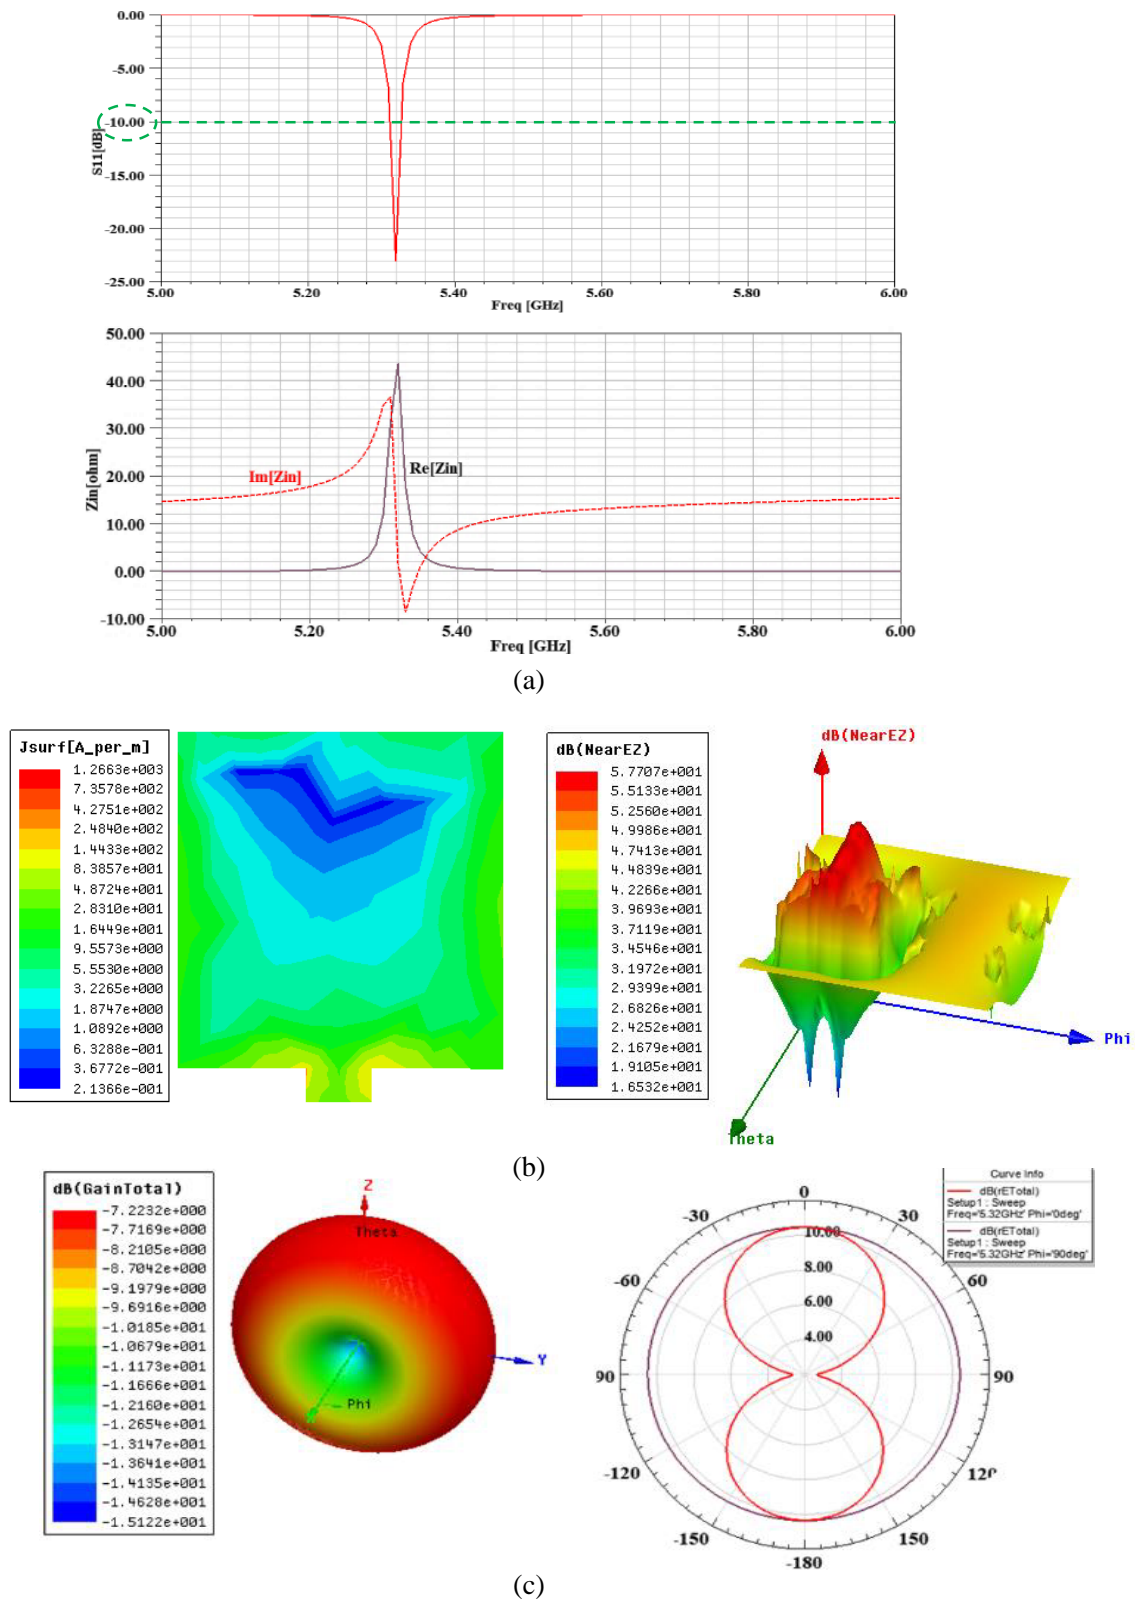 0.00
-5.00
-10.00
-15.00
-20.00
-25.00
S11[dB]
5.00 5.20 5.40 5.60 5.80 6.00
Freq [GHz]
50.00
40.00
30.00
20.00
10.00
0.00
-10.00
Zin[ohm]
Im[Zin]
Re[Zin]
5.00 5.20 5.40 5.60 5.80 6.00
Freq [GHz]
(a)
Jsurf[A_per_m]
1.2663e+003
7.3578e+002
4.2751e+002
2.4840e+002
1.4433e+002
8.3857e+001
4.8724e+001
2.8310e+001
1.6449e+001
9.5573e+000
5.5530e+000
3.2265e+000
1.8747e+000
1.0892e+000
6.3288e-001
3.6772e-001
2.1366e-001
dB(NearEZ)
5.7707e+001
5.5133e+001
5.2560e+001
4.9986e+001
4.7413e+001
4.4839e+001
4.2266e+001
3.9693e+001
3.7119e+001
3.4546e+001
3.1972e+001
2.9399e+001
2.6826e+001
2.4252e+001
2.1679e+001
1.9105e+001
1.6532e+001
dB(NearEZ)
Phi
Theta
(b)
dB(GainTotal)
-7.2232e+000
-7.7169e+000
-8.2105e+000
-8.7042e+000
-9.1979e+000
-9.6916e+000
-1.0185e+001
-1.0679e+001
-1.1173e+001
-1.1666e+001
-1.2160e+001
-1.2654e+001
-1.3147e+001
-1.3641e+001
-1.4135e+001
-1.4628e+001
-1.5122e+001
Z
Theta
Y
Phi
Curve Info
dB(rETotal)
Setup1 : Sweep
Freq='5.32GHz' Phi='0deg'
dB(rETotal)
Setup1 : Sweep
Freq='5.32GHz' Phi='90deg'
0
-30 30
-60 60
90 90
-120 120
-150 150
-180
10.00
8.00
6.00
4.00
(c)